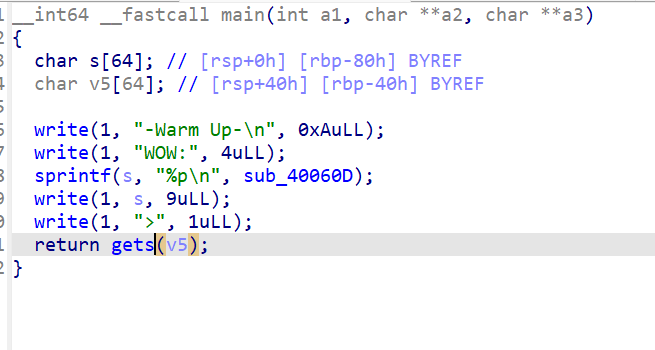 1 __int64 __fastcall main(int a1, char **a2, char **a3)
2 {
3   char s[64]; // [rsp+0h] [rbp-80h] BYREF
4   char v5[64]; // [rsp+40h] [rbp-40h] BYREF
5
6   write(1, "-Warm Up-\n", 0xAuLL);
7   write(1, "WOW:", 4uLL);
8   sprintf(s, "%p\n", sub_40060D);
9   write(1, s, 9uLL);
0   write(1, ">", 1uLL);
1   return gets(v5);
2 }